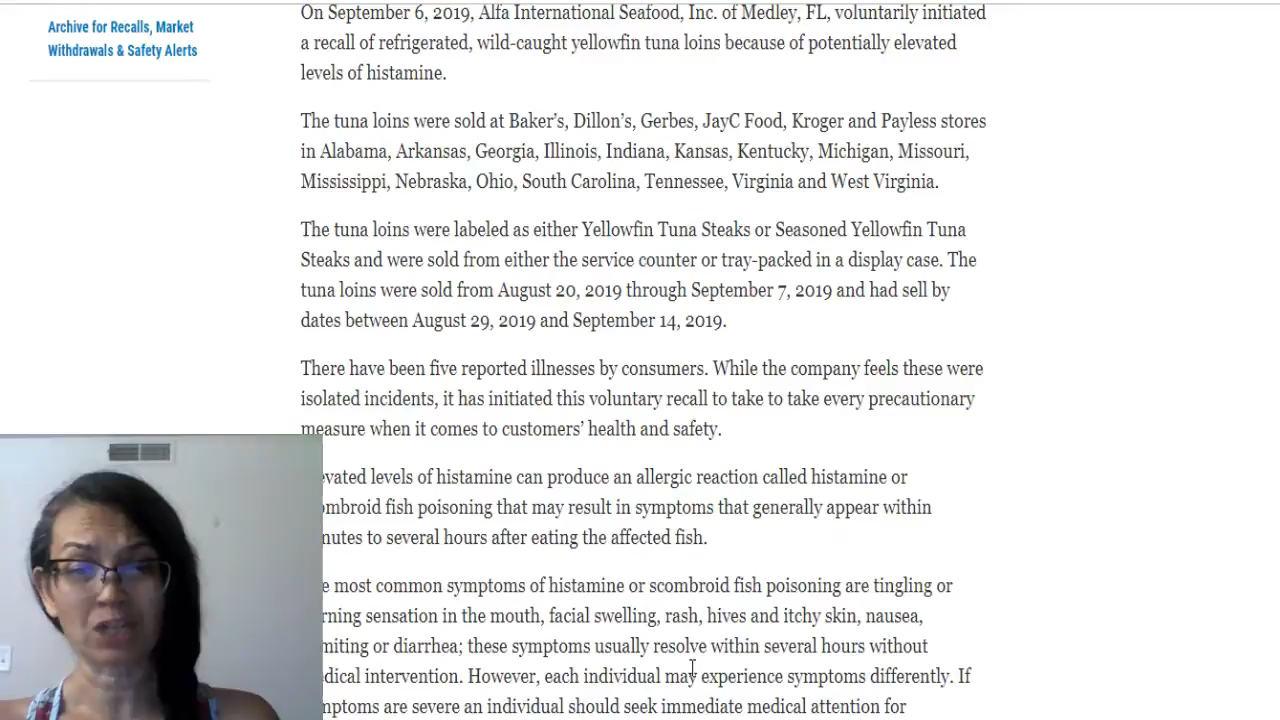 Archive for Recalls, Market
Withdrawals & Safety Alerts
On September 6, 2019, Alfa International Seafood, Inc. of Medley, FL, voluntarily initiated
a recall of refrigerated, wild-caught yellowfin tuna loins because of potentially elevated
levels of histamine.
The tuna loins were sold at Baker’s, Dillon’s, Gerbes, JayC Food, Kroger and Payless stores
in Alabama, Arkansas, Georgia, Illinois, Indiana, Kansas, Kentucky, Michigan, Missouri,
Mississippi, Nebraska, Ohio, South Carolina, Tennessee, Virginia and West Virginia.
The tuna loins were labeled as either Yellowfin Tuna Steaks or Seasoned Yellowfin Tuna
Steaks and were sold from either the service counter or tray-packed in a display case. The
tuna loins were sold from August 20, 2019 through September 7, 2019 and had sell by
dates between August 29, 2019 and September 14, 2019.
There have been five reported illnesses by consumers. While the company feels these were
isolated incidents, it has initiated this voluntary recall to take to take every precautionary
measure when it comes to customers’ health and safety.
evated levels of histamine can produce an allergic reaction called histamine or
ombroid fish poisoning that may result in symptoms that generally appear within
nutes to several hours after eating the affected fish.
e most common symptoms of histamine or scombroid fish poisoning are tingling or
rning sensation in the mouth, facial swelling, rash, hives and itchy skin, nausea,
miting or diarrhea; these symptoms usually resolve within several hours without
dical intervention. However, each individual may experience symptoms differently. If
mptoms are severe an individual should seek immediate medical attention for